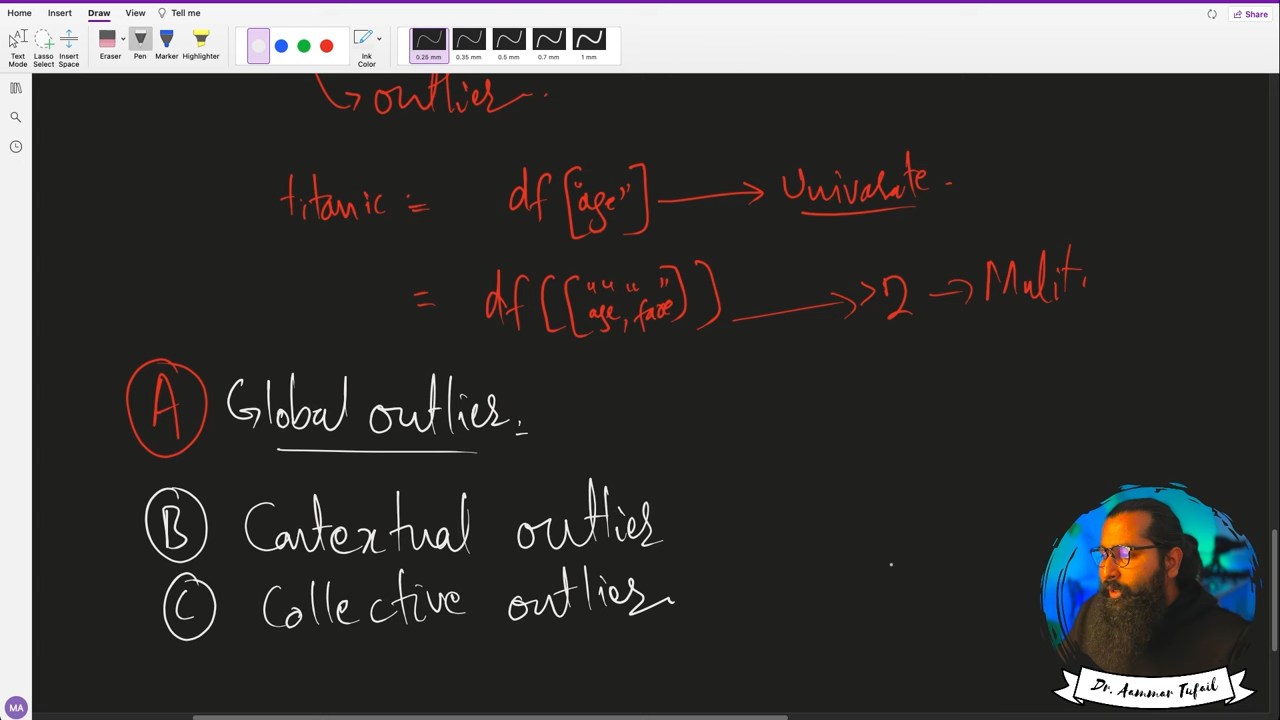 Home Insert Draw View Tell me
Share
Text Mode
Lasso Select
Insert Space
Eraser
Pen
Marker
Highlighter
Ink Color
0.25 mm
0.35 mm
0.5 mm
0.7 mm
1 mm
outlier.
titanic = df ["age"] → Univarate.
= df [["age, fare"]] → >2 → Mulit.
A Global outlier.
B Contextual outlier
C Collective outlier
MA
Dr. Aammar Tufail